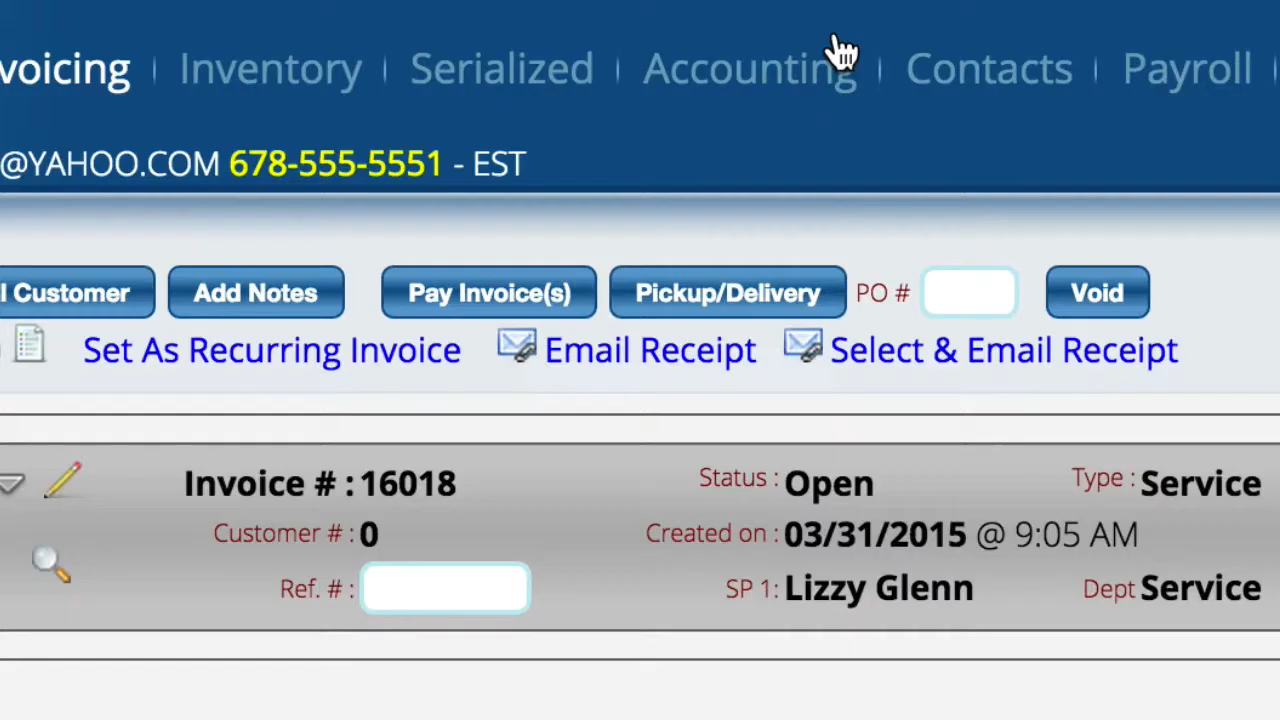 voicing | Inventory | Serialized | Accounting | Contacts | Payroll
@YAHOO.COM 678-555-5551 - EST
l Customer Add Notes Pay Invoice(s) Pickup/Delivery PO # Void
Set As Recurring Invoice Email Receipt Select & Email Receipt
Invoice # : 16018 Status : Open Type : Service
Customer # : 0 Created on : 03/31/2015 @ 9:05 AM
Ref. # : SP 1: Lizzy Glenn Dept Service